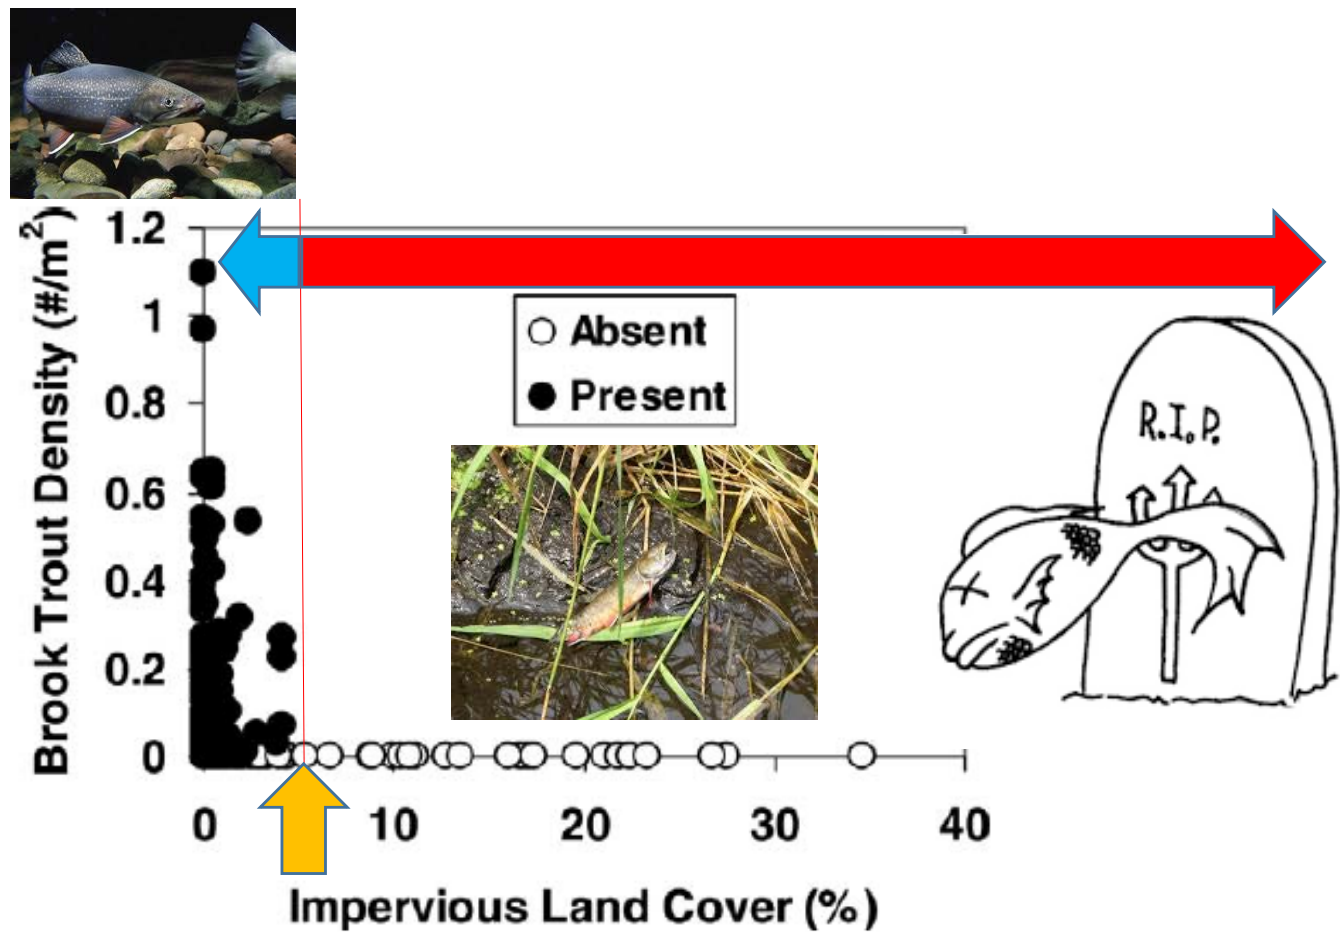 Brook Trout Density (#/m²)
1.2
1
0.8
0.6
0.4
0.2
0
Absent
Present
R.I.P.
0 10 20 30 40
Impervious Land Cover (%)